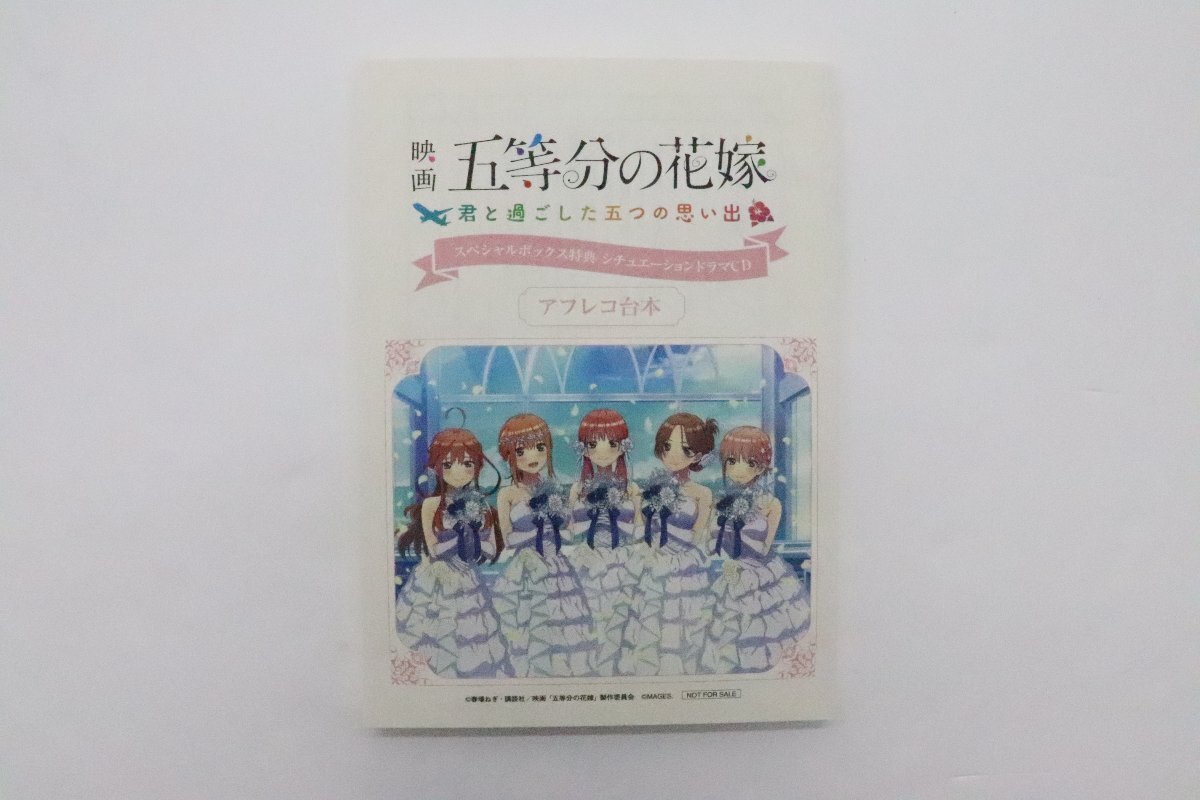 映画 五等分の花嫁
君と過ごした五つの思い出
スペシャルボックス特典 シチュエーションドラマCD
アフレコ台本
©春場ねぎ・講談社／映画「五等分の花嫁」製作委員会 ©MAGES. NOT FOR SALE